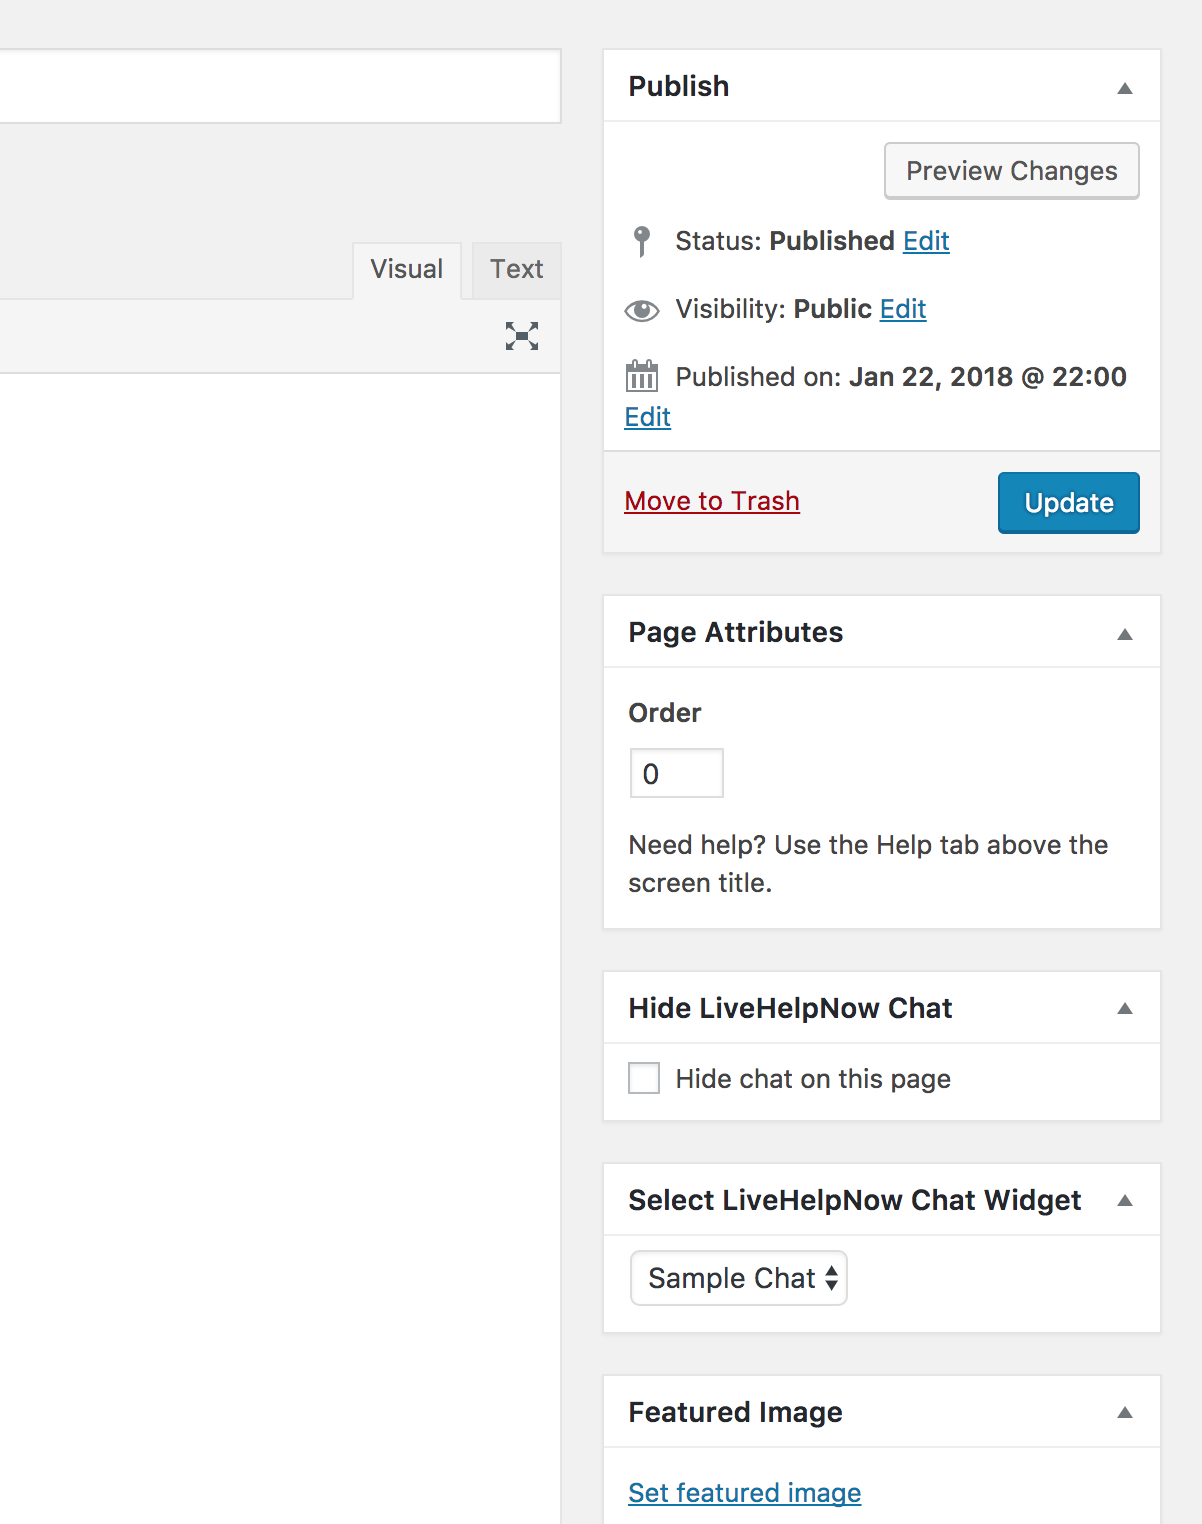 Publish
Preview Changes
Visual
Text
Status: Published Edit
Visibility: Public Edit
Published on: Jan 22, 2018 @ 22:00
Edit
Move to Trash
Update
Page Attributes
Order
0
Need help? Use the Help tab above the
screen title.
Hide LiveHelpNow Chat
Hide chat on this page
Select LiveHelpNow Chat Widget
Sample Chat
Featured Image
Set featured image